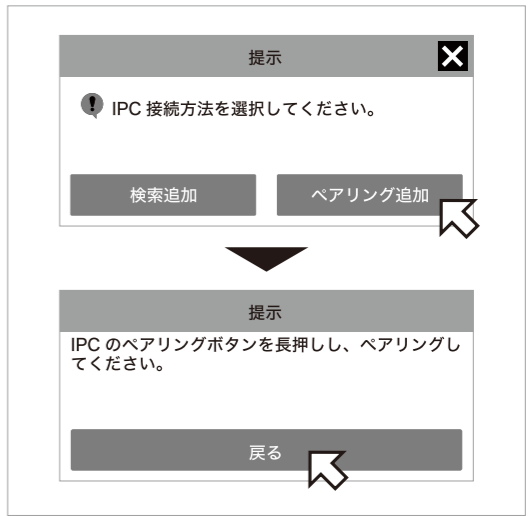 提示
IPC 接続方法を選択してください。
検索追加
ペアリング追加
提示
IPC のペアリングボタンを長押しし、ペアリングし
てください。
戻る